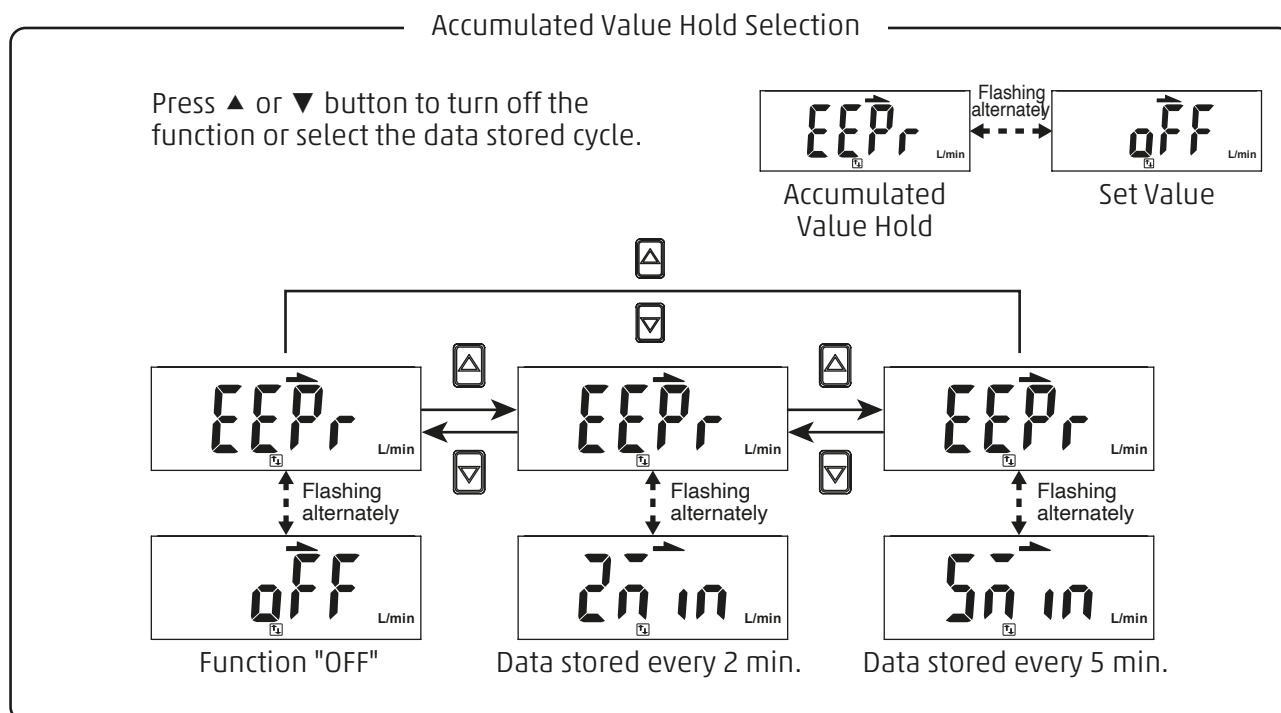 Accumulated Value Hold Selection
Press ▲ or ▼ button to turn off the
function or select the data stored cycle.
EEPr L/min
Flashing
alternately
oFF L/min
Accumulated
Value Hold
Set Value
EEPr L/min
EEPr L/min
EEPr L/min
Flashing
alternately
Flashing
alternately
Flashing
alternately
oFF L/min
2min L/min
5min L/min
Function "OFF"
Data stored every 2 min.
Data stored every 5 min.